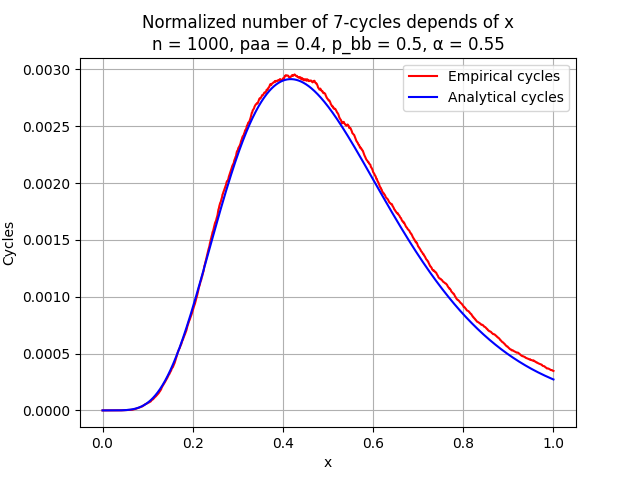 Normalized number of 7-cycles depends of x
n = 1000, paa = 0.4, p_bb = 0.5, α = 0.55
Empirical cycles
Analytical cycles
Cycles
0.0030
0.0025
0.0020
0.0015
0.0010
0.0005
0.0000
0.0
0.2
0.4
0.6
0.8
1.0
x